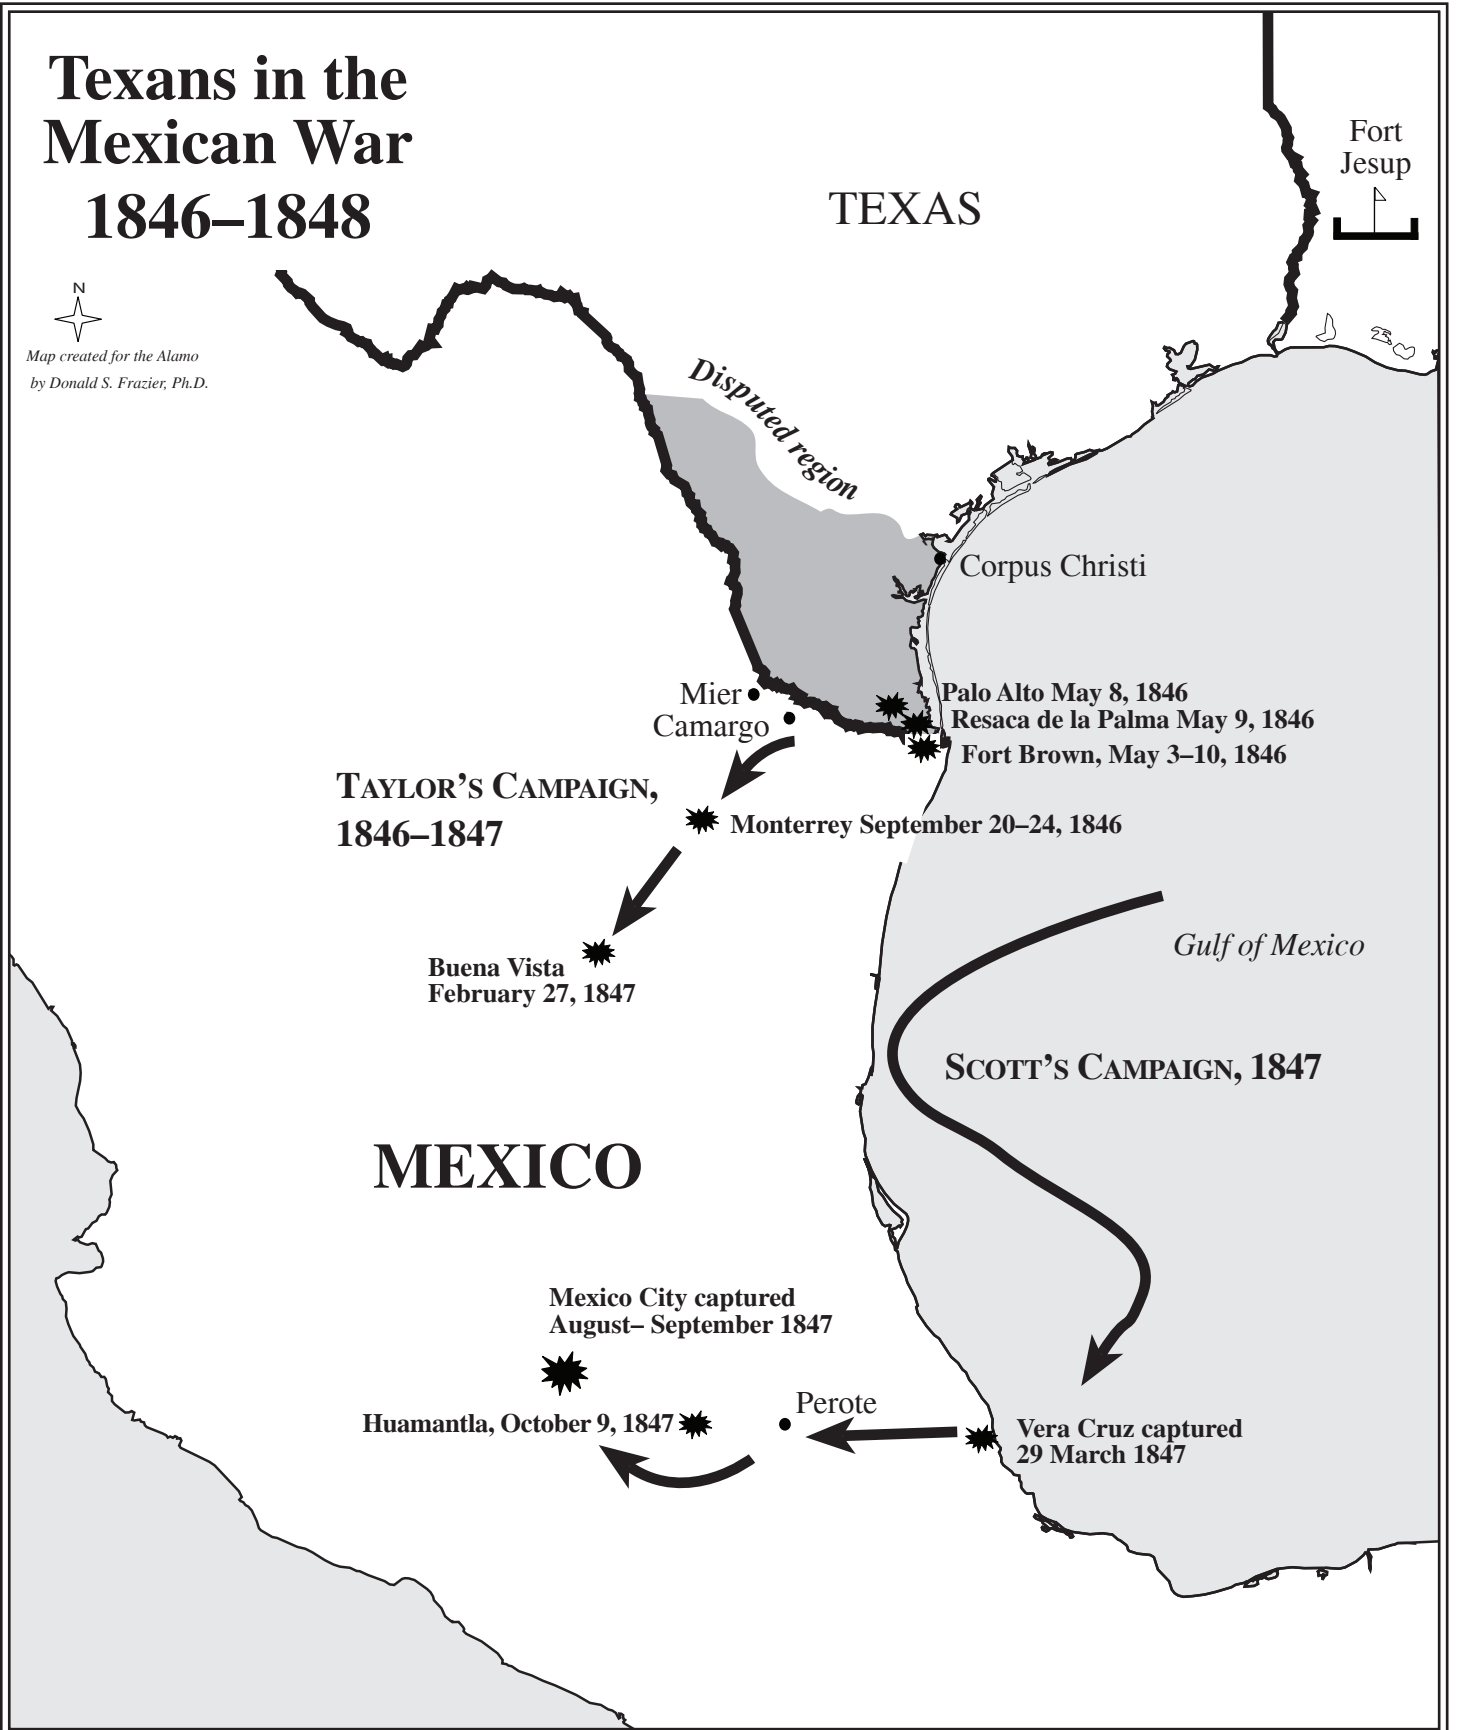 Texans in the
Mexican War
1846–1848
N
Map created for the Alamo
by Donald S. Frazier, Ph.D.
TEXAS
Fort
Jesup
Disputed region
Corpus Christi
Mier
Camargo
Palo Alto May 8, 1846
Resaca de la Palma May 9, 1846
Fort Brown, May 3–10, 1846
TAYLOR'S CAMPAIGN,
1846–1847
Monterrey September 20–24, 1846
Buena Vista
February 27, 1847
Gulf of Mexico
SCOTT'S CAMPAIGN, 1847
MEXICO
Mexico City captured
August– September 1847
Huamantla, October 9, 1847
Perote
Vera Cruz captured
29 March 1847